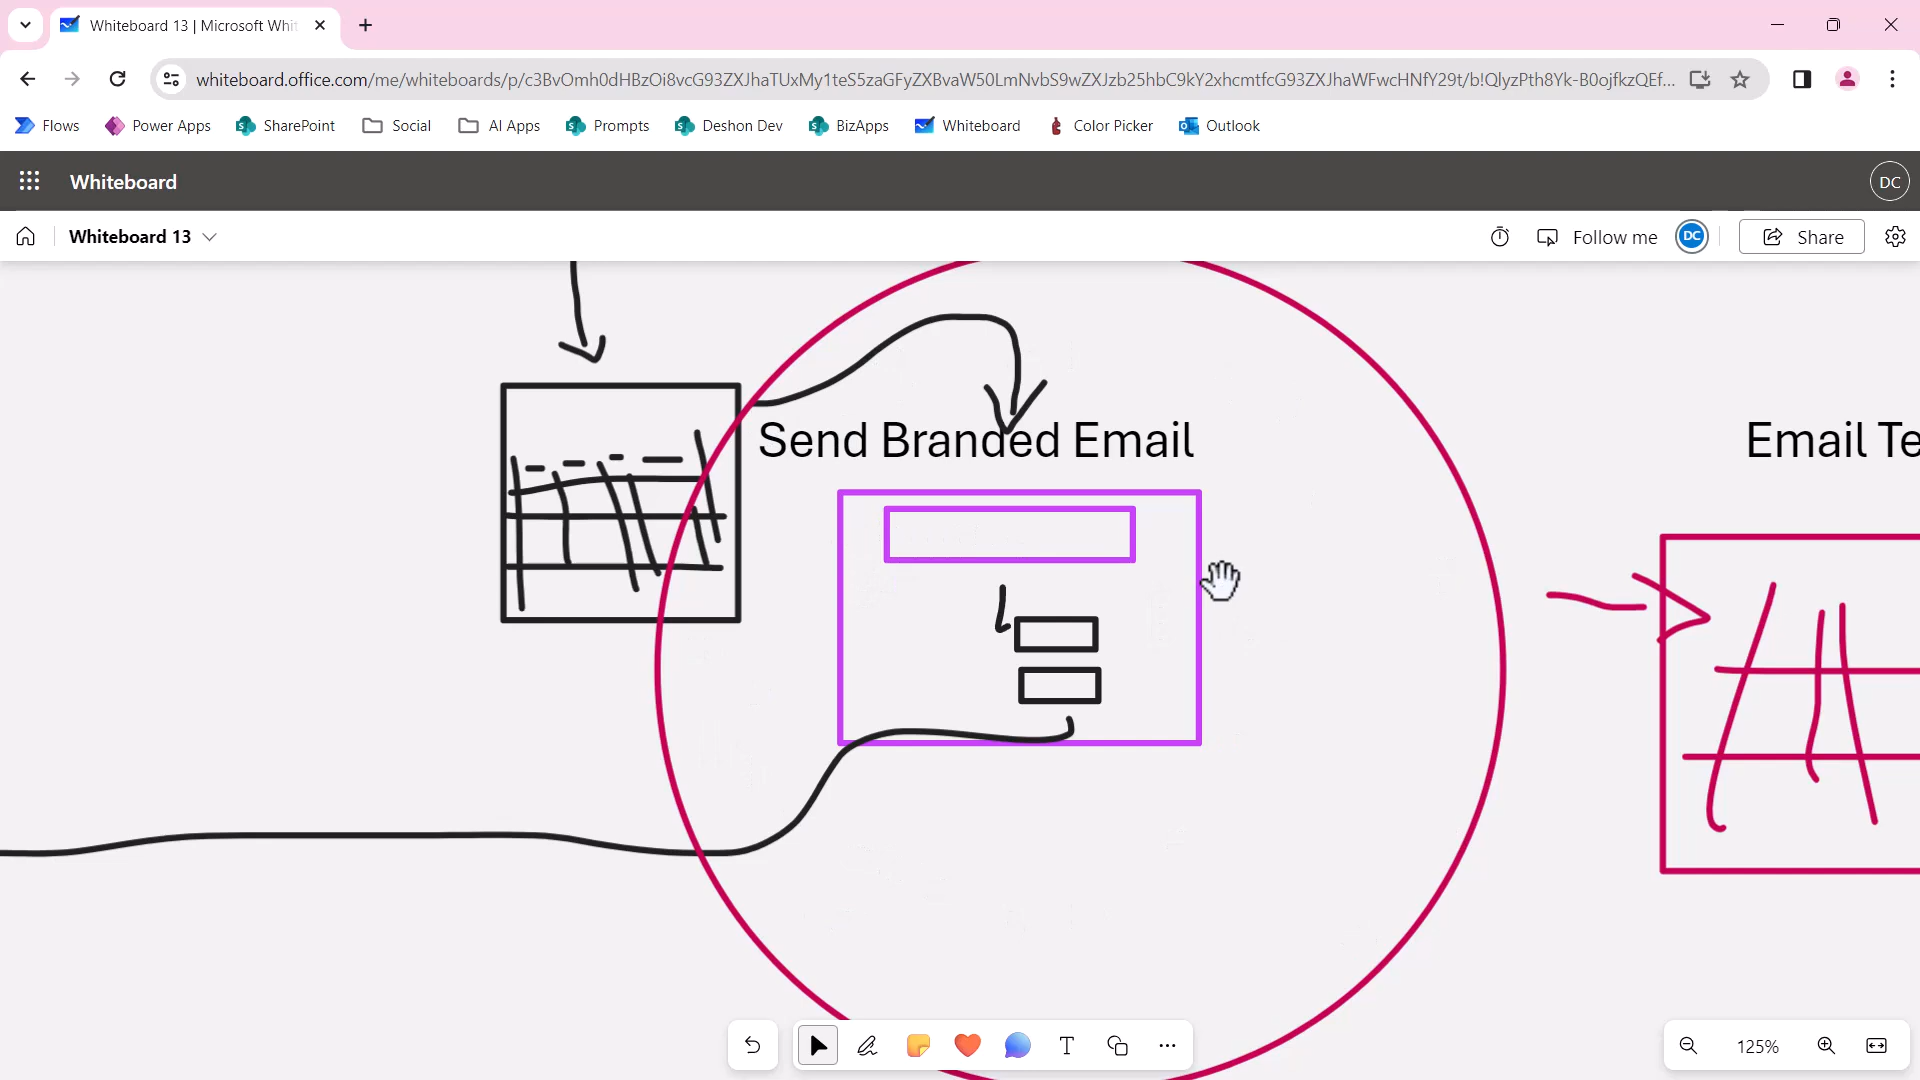 Whiteboard 13 | Microsoft Whit
whiteboard.office.com/me/whiteboards/p/c3BvOmh0dHBzOi8vcG93ZXJhaTUxMy1teS5zaGFyZXBvaW50LmNvbS9wZXJzb25hbC9kY2xhcmtfcG93ZXJhaWFwcHNfY29t/b!QlyzPth8Yk-B0ojfkzQEf...
Flows Power Apps SharePoint Social AI Apps Prompts Deshon Dev BizApps Whiteboard Color Picker Outlook
Whiteboard DC
Whiteboard 13 Follow me DC Share
Send Branded Email
Email Te
125%